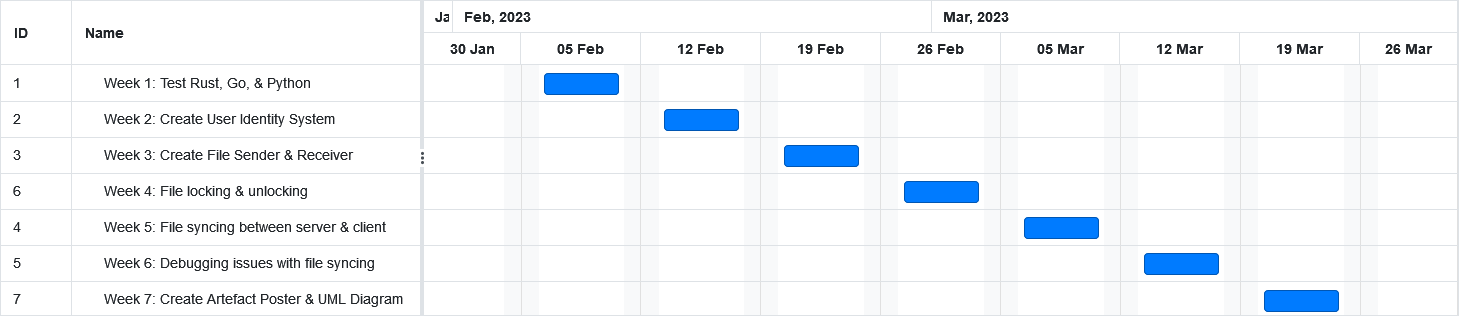 Ja Feb, 2023 Mar, 2023
ID Name
30 Jan 05 Feb 12 Feb 19 Feb 26 Feb 05 Mar 12 Mar 19 Mar 26 Mar
1 Week 1: Test Rust, Go, & Python
2 Week 2: Create User Identity System
3 Week 3: Create File Sender & Receiver
6 Week 4: File locking & unlocking
4 Week 5: File syncing between server & client
5 Week 6: Debugging issues with file syncing
7 Week 7: Create Artefact Poster & UML Diagram